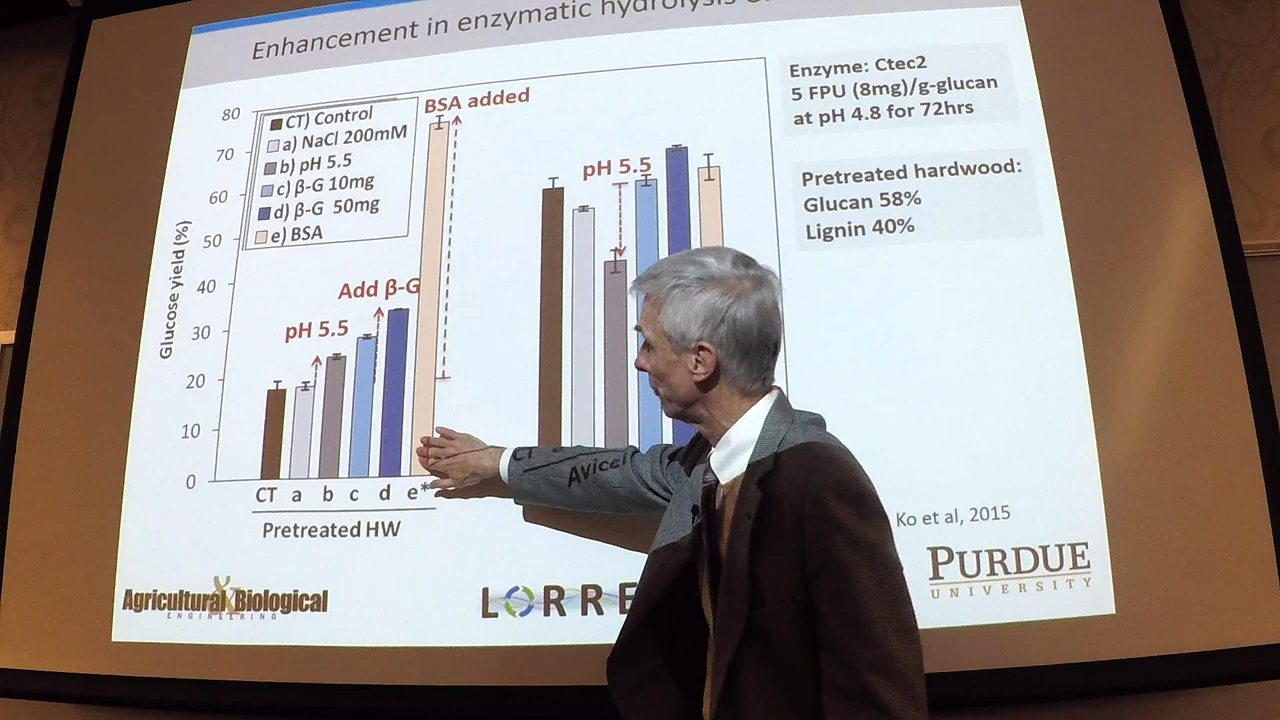 Enhancement in enzymatic hydrolysis
BSA added
80
70
60
50
40
30
20
10
0
Glucose yield (%)
CT) Control
a) NaCl 200mM
b) pH 5.5
c) β-G 10mg
d) β-G 50mg
e) BSA
pH 5.5
Add β-G
pH 5.5
CT a b c d e*
Pretreated HW
CT
Avicel
Enzyme: Ctec2
5 FPU (8mg)/g-glucan
at pH 4.8 for 72hrs
Pretreated hardwood:
Glucan 58%
Lignin 40%
Ko et al, 2015
Agricultural & Biological
ENGINEERING
LORRE
PURDUE
UNIVERSITY